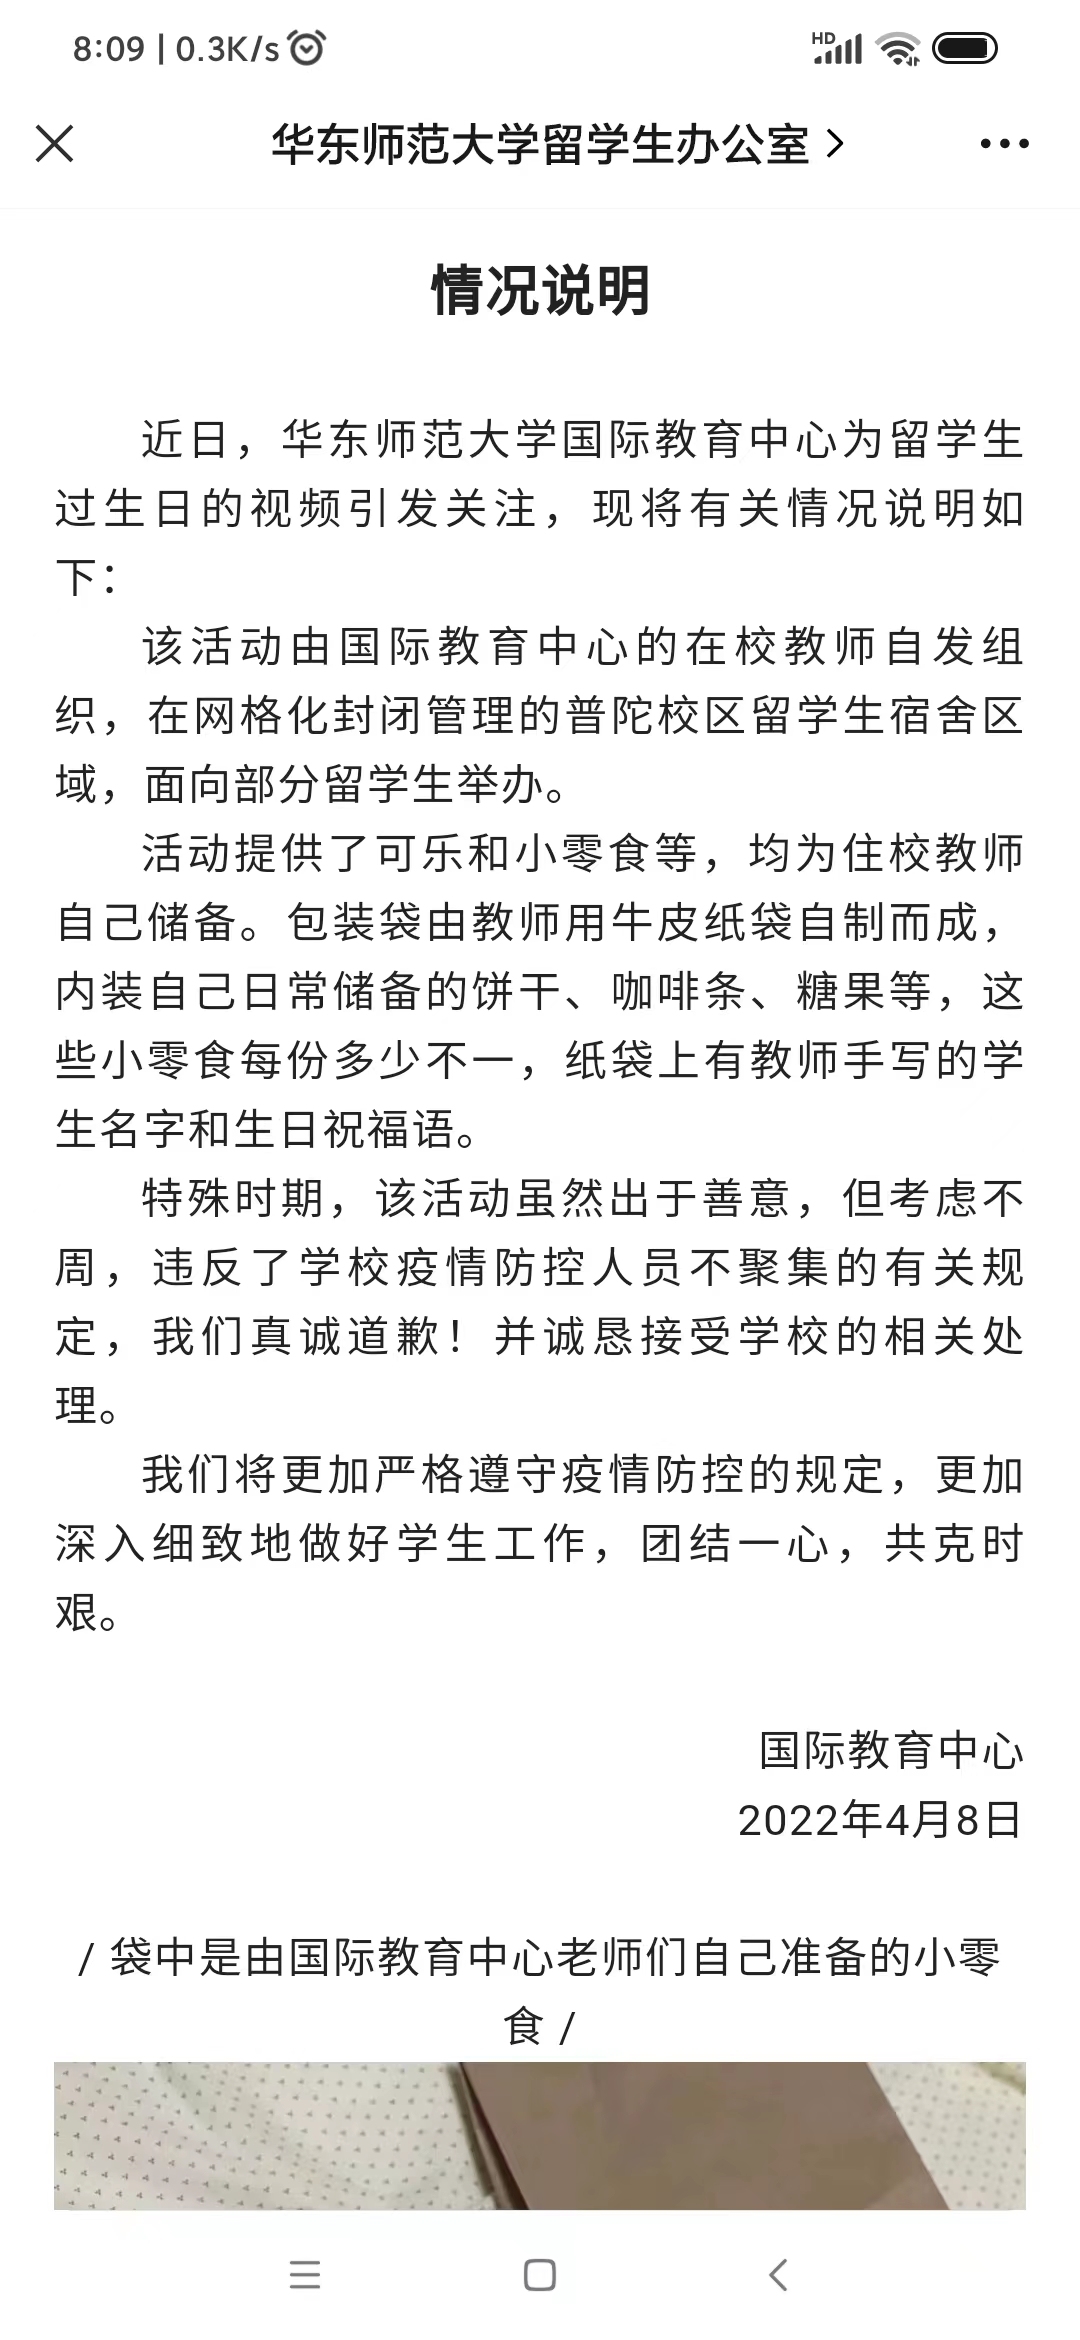 8:09 | 0.3K/s
HD
华东师范大学留学生办公室
情况说明
近日，华东师范大学国际教育中心为留学生
过生日的视频引发关注，现将有关情况说明如
下：
该活动由国际教育中心的在校教师自发组
织，在网格化封闭管理的普陀校区留学生宿舍区
域，面向部分留学生举办。
活动提供了可乐和小零食等，均为住校教师
自己储备。包装袋由教师用牛皮纸袋自制而成，
内装自己日常储备的饼干、咖啡条、糖果等，这
些小零食每份多少不一，纸袋上有教师手写的学
生名字和生日祝福语。
特殊时期，该活动虽然出于善意，但考虑不
周，违反了学校疫情防控人员不聚集的有关规
定，我们真诚道歉！并诚恳接受学校的相关处
理。
我们将更加严格遵守疫情防控的规定，更加
深入细致地做好学生工作，团结一心，共克时
艰。
国际教育中心
2022年4月8日
/ 袋中是由国际教育中心老师们自己准备的小零
食 /